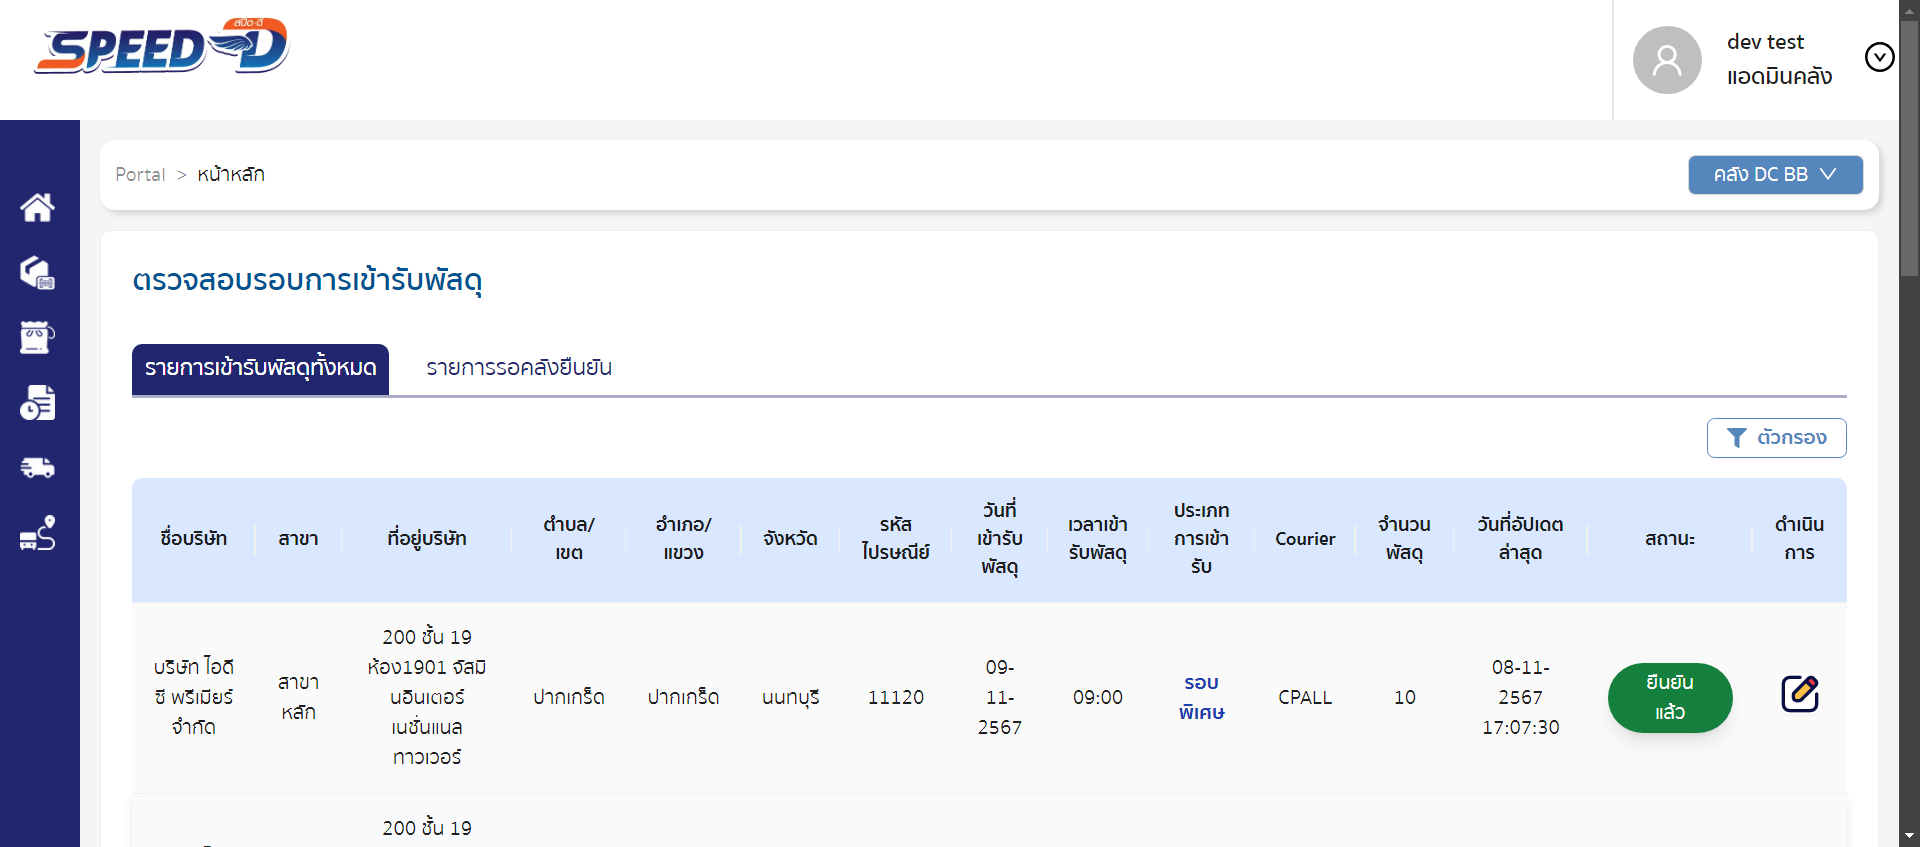 สปีด-ดี
SPEED-D
dev test
แอดมินคลัง
Portal > หน้าหลัก
คลัง DC BB
ตรวจสอบรอบการเข้ารับพัสดุ
รายการเข้ารับพัสดุทั้งหมด
รายการรอคลังยืนยัน
ตัวกรอง
ชื่อบริษัท
สาขา
ที่อยู่บริษัท
ตำบล/
เขต
อำเภอ/
แขวง
จังหวัด
รหัส
ไปรษณีย์
วันที่
เข้ารับ
พัสดุ
เวลาเข้า
รับพัสดุ
ประเภท
การเข้า
รับ
Courier
จำนวน
พัสดุ
วันที่อัปเดต
ล่าสุด
สถานะ
ดำเนิน
การ
บริษัท ไอดี
ซี พรีเมียร์
จำกัด
สาขา
หลัก
200 ชั้น 19
ห้อง1901 จัสมิ
นอินเตอร์
เนชั่นแนล
ทาวเวอร์
ปากเกร็ด
ปากเกร็ด
นนทบุรี
11120
09-
11-
2567
09:00
รอบ
พิเศษ
CPALL
10
08-11-
2567
17:07:30
ยืนยัน
แล้ว
200 ชั้น 19